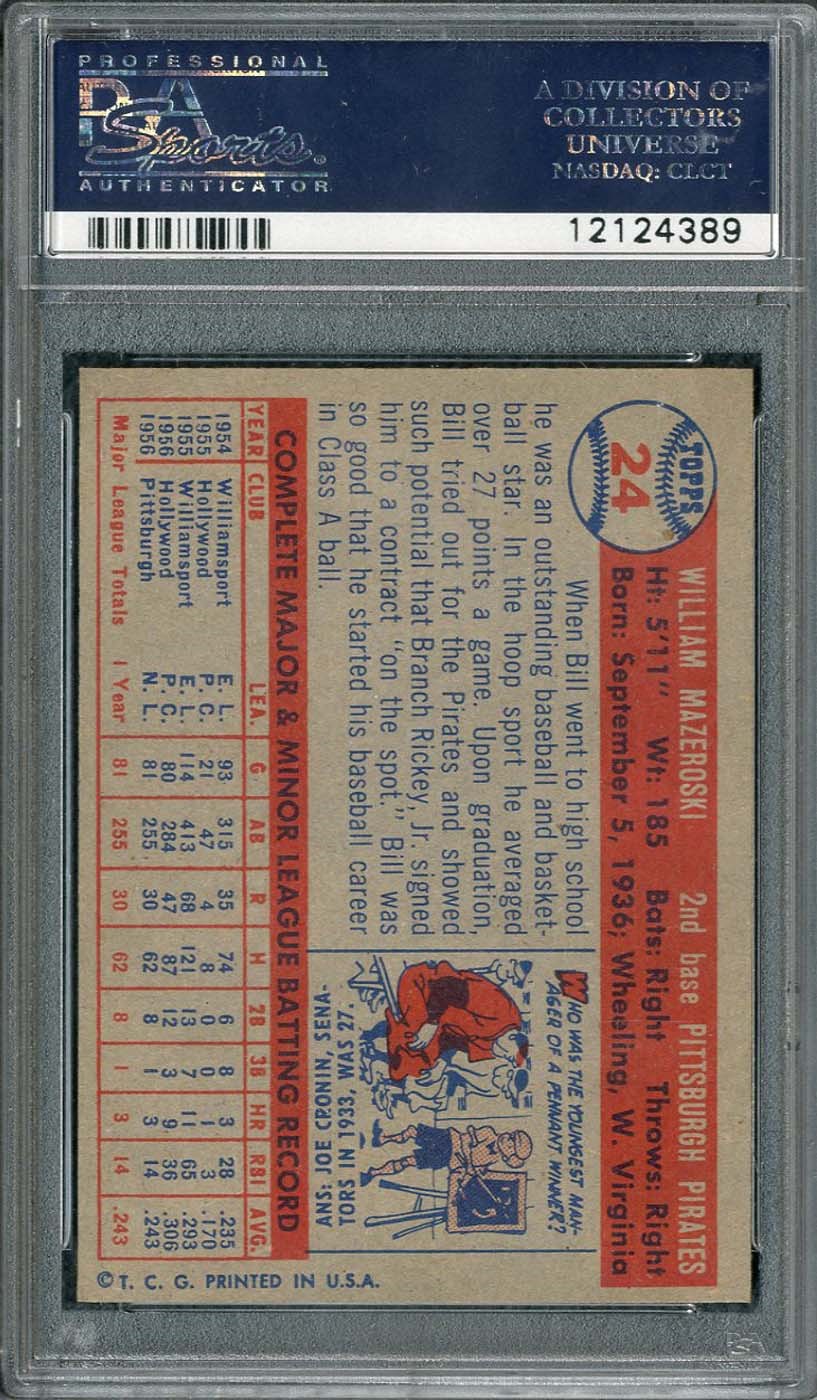 PROFESSIONAL
PSA
Sports
AUTHENTICATOR
A DIVISION OF
COLLECTORS
UNIVERSE
NASDAQ: CLCT
12124389
TOPPS
24
WILLIAM MAZEROSKI 2nd base PITTSBURGH PIRATES
Ht: 5'11" Wt: 185 Bats: Right Throws: Right
Born: September 5, 1936; Wheeling, W. Virginia
When Bill went to high school
he was an outstanding baseball and basket-
ball star. In the hoop sport he averaged
over 27 points a game. Upon graduation,
Bill tried out for the Pirates and showed
such potential that Branch Rickey, Jr. signed
him to a contract "on the spot." Bill was
so good that he started his baseball career
in Class A ball.
WHO WAS THE YOUNGEST MAN-
AGER OF A PENNANT WINNER?
ANS: JOE CRONIN, SENA-
TORS IN 1933, WAS 27.
COMPLETE MAJOR & MINOR LEAGUE BATTING RECORD
YEAR CLUB LEA. G AB R H 2B 3B HR RBI AVG.
1954 Williamsport E. L. 93 315 35 74 6 8 3 28 .235
1955 Hollywood P. C. 21 47 4 8 0 0 1 3 .170
1955 Williamsport E. L. 114 413 68 121 13 7 11 65 .293
1956 Hollywood P. C. 80 284 47 87 12 3 9 36 .306
1956 Pittsburgh N. L. 81 255 30 62 8 1 3 14 .243
Major League Totals 1 Year 81 255 30 62 8 1 3 14 .243
© T. C. G. PRINTED IN U.S.A.
PSA